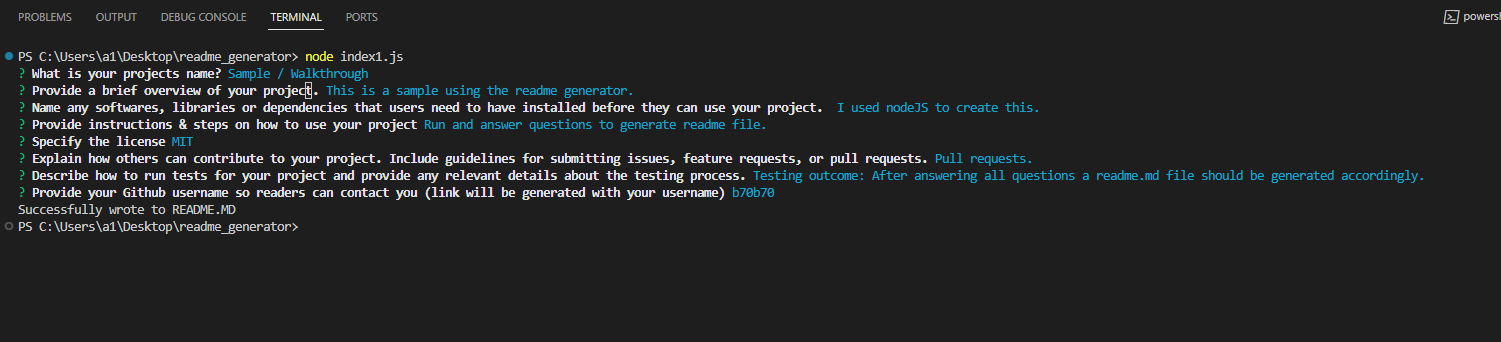 PROBLEMS OUTPUT DEBUG CONSOLE TERMINAL PORTS
PS C:\Users\a1\Desktop\readme_generator> node index1.js
? What is your projects name? Sample / Walkthrough
? Provide a brief overview of your project. This is a sample using the readme generator.
? Name any softwares, libraries or dependencies that users need to have installed before they can use your project.  I used nodeJS to create this.
? Provide instructions & steps on how to use your project Run and answer questions to generate readme file.
? Specify the license MIT
? Explain how others can contribute to your project. Include guidelines for submitting issues, feature requests, or pull requests. Pull requests.
? Describe how to run tests for your project and provide any relevant details about the testing process. Testing outcome: After answering all questions a readme.md file should be generated accordingly.
? Provide your Github username so readers can contact you (link will be generated with your username) b70b70
Successfully wrote to README.MD
PS C:\Users\a1\Desktop\readme_generator>